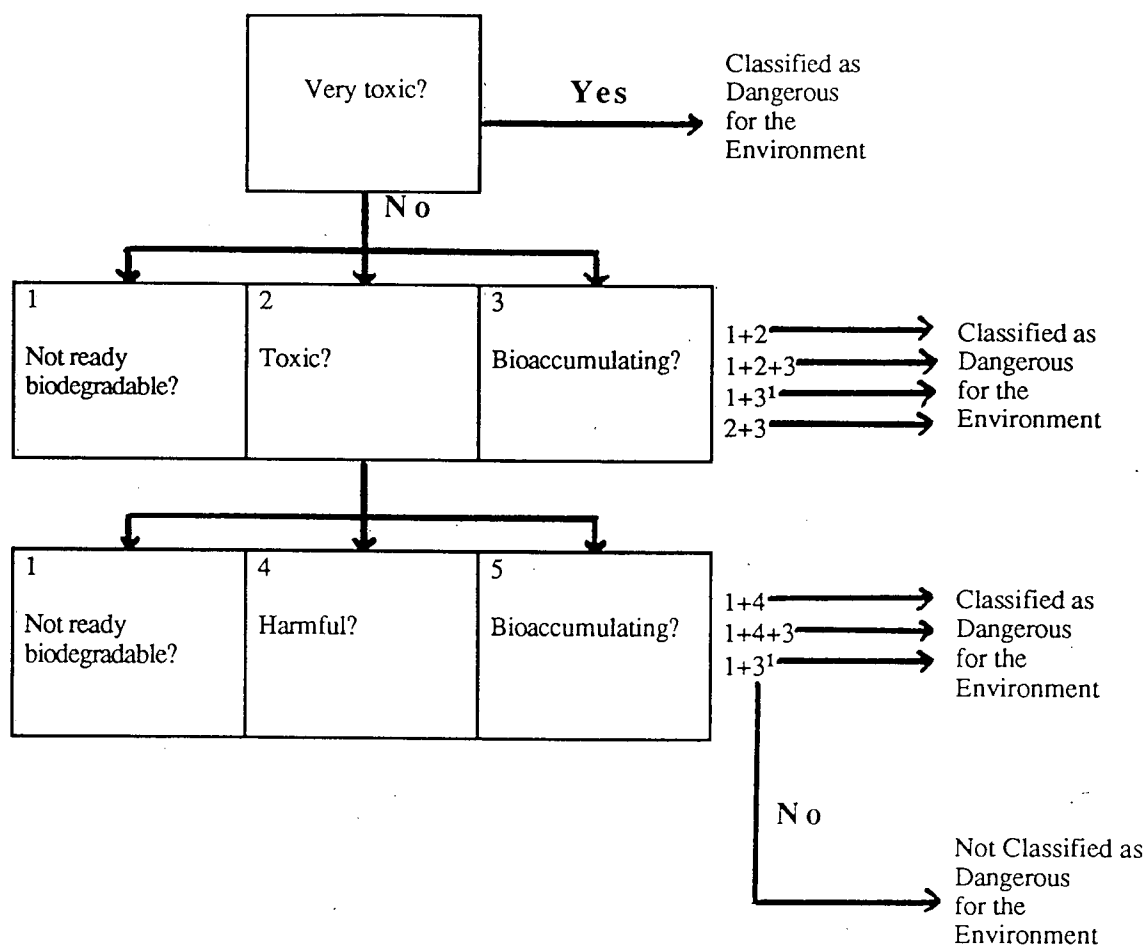 Very toxic?
Yes
Classified as
Dangerous
for the
Environment
No
1
Not ready
biodegradable?
2
Toxic?
3
Bioaccumulating?
1+2
1+2+3
1+3¹
2+3
Classified as
Dangerous
for the
Environment
1
Not ready
biodegradable?
4
Harmful?
5
Bioaccumulating?
1+4
1+4+3
1+3¹
Classified as
Dangerous
for the
Environment
No
Not Classified as
Dangerous
for the
Environment